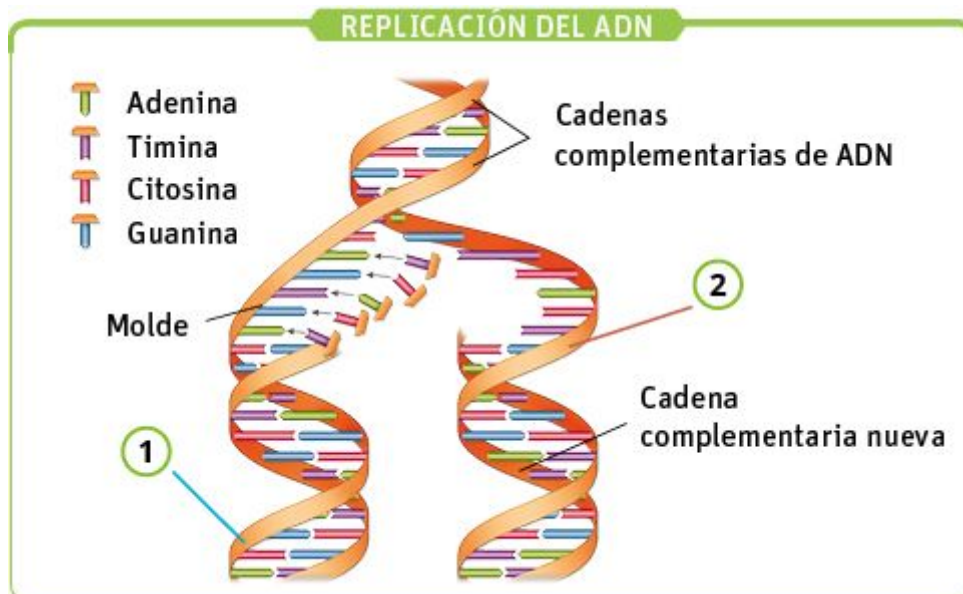 REPLICACIÓN DEL ADN
Adenina
Timina
Citosina
Guanina
Cadenas
complementarias de ADN
Molde
2
Cadena
complementaria nueva
1